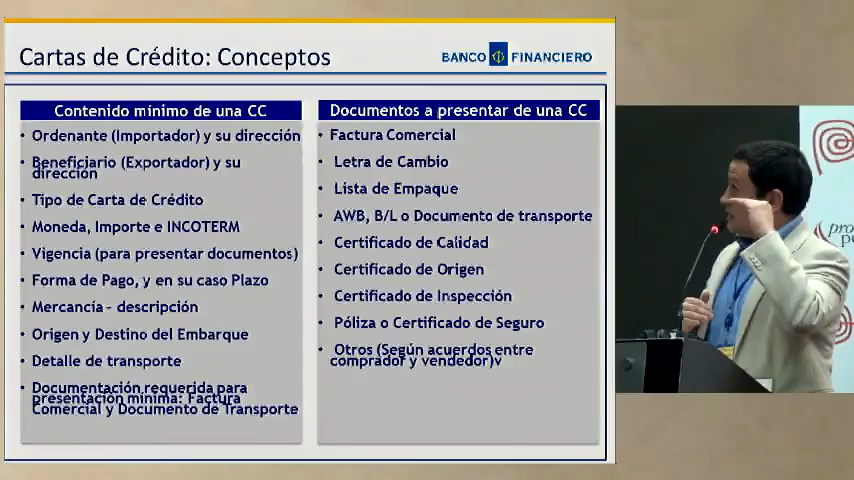 Cartas de Crédito: Conceptos
BANCO FINANCIERO
Contenido mínimo de una CC
• Ordenante (Importador) y su dirección
• Beneficiario (Exportador) y su
dirección
• Tipo de Carta de Crédito
• Moneda, Importe e INCOTERM
• Vigencia (para presentar documentos)
• Forma de Pago, y en su caso Plazo
• Mercancía – descripción
• Origen y Destino del Embarque
• Detalle de transporte
• Documentación requerida para
presentación mínima: Factura
Comercial y Documento de Transporte
Documentos a presentar de una CC
• Factura Comercial
• Letra de Cambio
• Lista de Empaque
• AWB, B/L o Documento de transporte
• Certificado de Calidad
• Certificado de Origen
• Certificado de Inspección
• Póliza o Certificado de Seguro
• Otros (Según acuerdos entre
comprador y vendedor)v